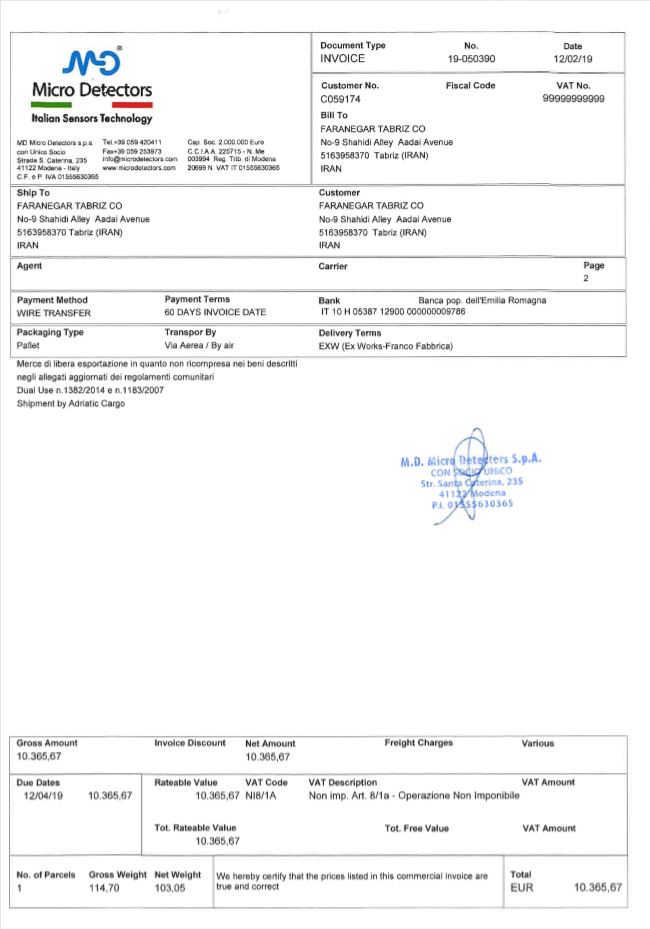 MD®
Micro Detectors
Italian Sensors Technology
MD Micro Detectors s.p.a.
con Unico Socio
Strada S. Caterina, 235
41122 Modena - Italy
C.F. e P. IVA 01555630365
Tel.+39 059 420411
Fax+39 059 253973
info@microdetectors.com
www.microdetectors.com
Cap. Soc. 2.000.000 Euro
C.C.I.A.A. 225715 - N. Me
003994 Reg. Trib. di Modena
20699 N. VAT IT 01555630365
Document Type No. Date
INVOICE 19-050390 12/02/19
Customer No. Fiscal Code VAT No.
C059174 99999999999
Bill To
FARANEGAR TABRIZ CO
No-9 Shahidi Alley Aadai Avenue
5163958370 Tabriz (IRAN)
IRAN
Ship To
FARANEGAR TABRIZ CO
No-9 Shahidi Alley Aadai Avenue
5163958370 Tabriz (IRAN)
IRAN
Customer
FARANEGAR TABRIZ CO
No-9 Shahidi Alley Aadai Avenue
5163958370 Tabriz (IRAN)
IRAN
Agent Carrier Page
2
Payment Method Payment Terms Bank Banca pop. dell'Emilia Romagna
WIRE TRANSFER 60 DAYS INVOICE DATE IT 10 H 05387 12900 000000009786
Packaging Type Transpor By Delivery Terms
Pallet Via Aerea / By air EXW (Ex Works-Franco Fabbrica)
Merce di libera esportazione in quanto non ricompresa nei beni descritti
negli allegati aggiornati dei regolamenti comunitari
Dual Use n.1382/2014 e n.1183/2007
Shipment by Adriatic Cargo
M.D. Micro Detecters S.p.A.
CON SOCIO UNICO
Str. Santa Caterina, 235
41122 Modena
P.I. 01555630365
Gross Amount Invoice Discount Net Amount Freight Charges Various
10.365,67 10.365,67
Due Dates Rateable Value VAT Code VAT Description VAT Amount
12/04/19 10.365,67 10.365,67 NI8/1A Non imp. Art. 8/1a - Operazione Non Imponibile
Tot. Rateable Value Tot. Free Value VAT Amount
10.365,67
No. of Parcels Gross Weight Net Weight
1 114,70 103,05
We hereby certify that the prices listed in this commercial invoice are
true and correct
Total
EUR 10.365,67